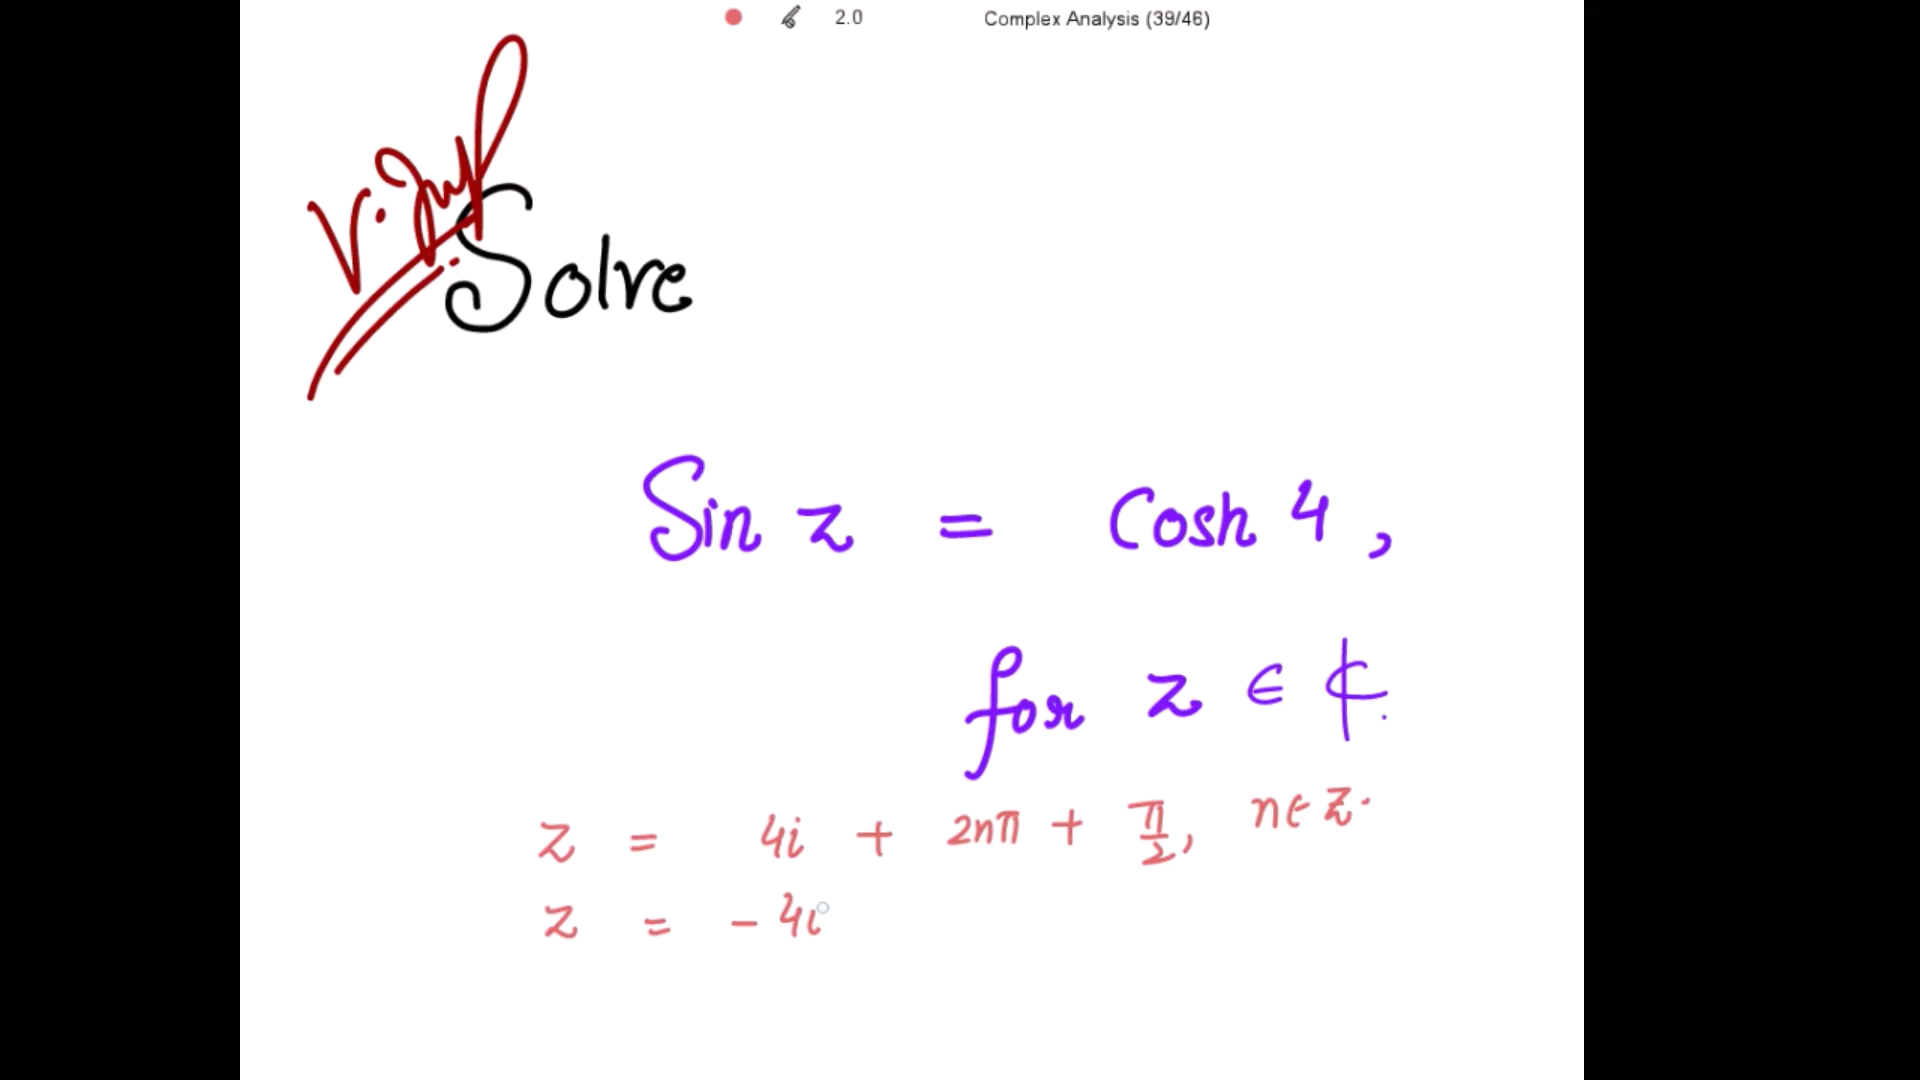 2.0 Complex Analysis (39/46)
Solve
Sin z = Cosh 4,
for z ∈ ℂ.
z = 4i + 2nπ + π/2, n∈ℤ.
z = - 4i